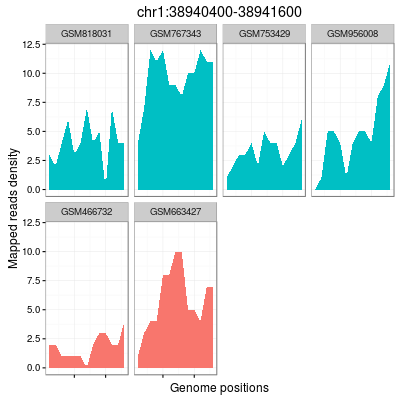 chr1:38940400-38941600
GSM818031 GSM767343 GSM753429 GSM956008
12.5
10.0
7.5
5.0
2.5
0.0
GSM466732 GSM663427
12.5
10.0
7.5
5.0
2.5
0.0
Mapped reads density
Genome positions